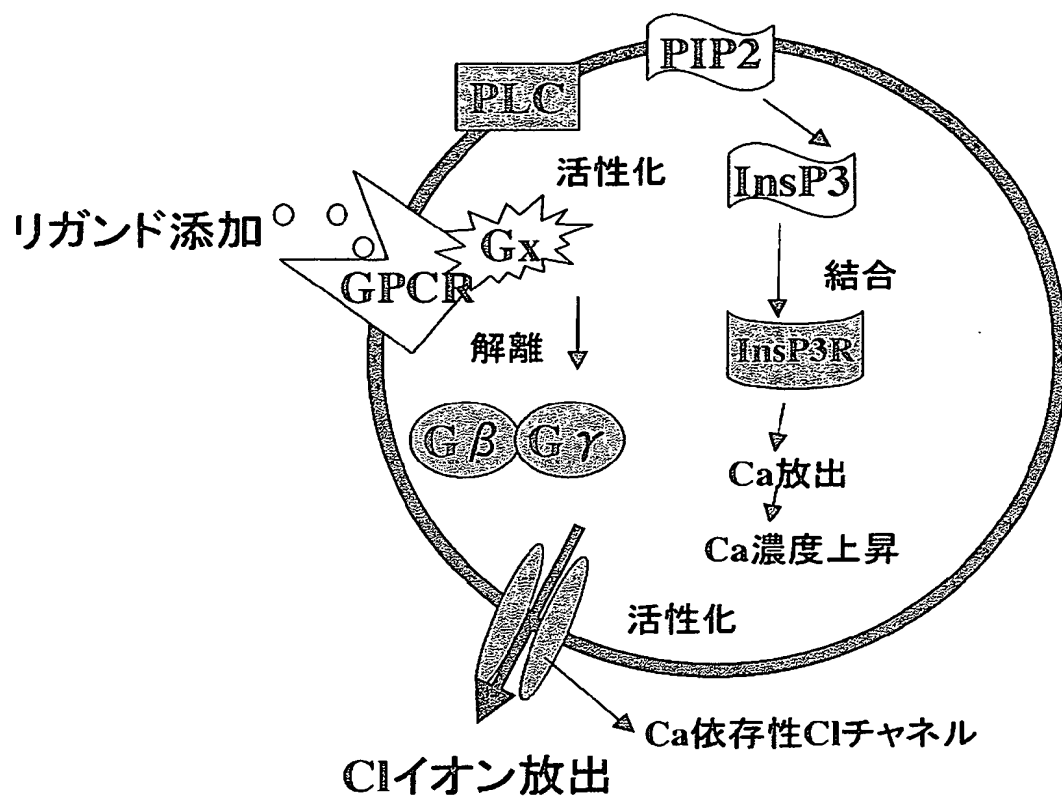 PIP2
PLC
活性化
InsP3
リガンド添加
Gx
GPCR
結合
解離
InsP3R
Gβ Gγ
Ca放出
Ca濃度上昇
活性化
Ca依存性Clチャネル
Clイオン放出